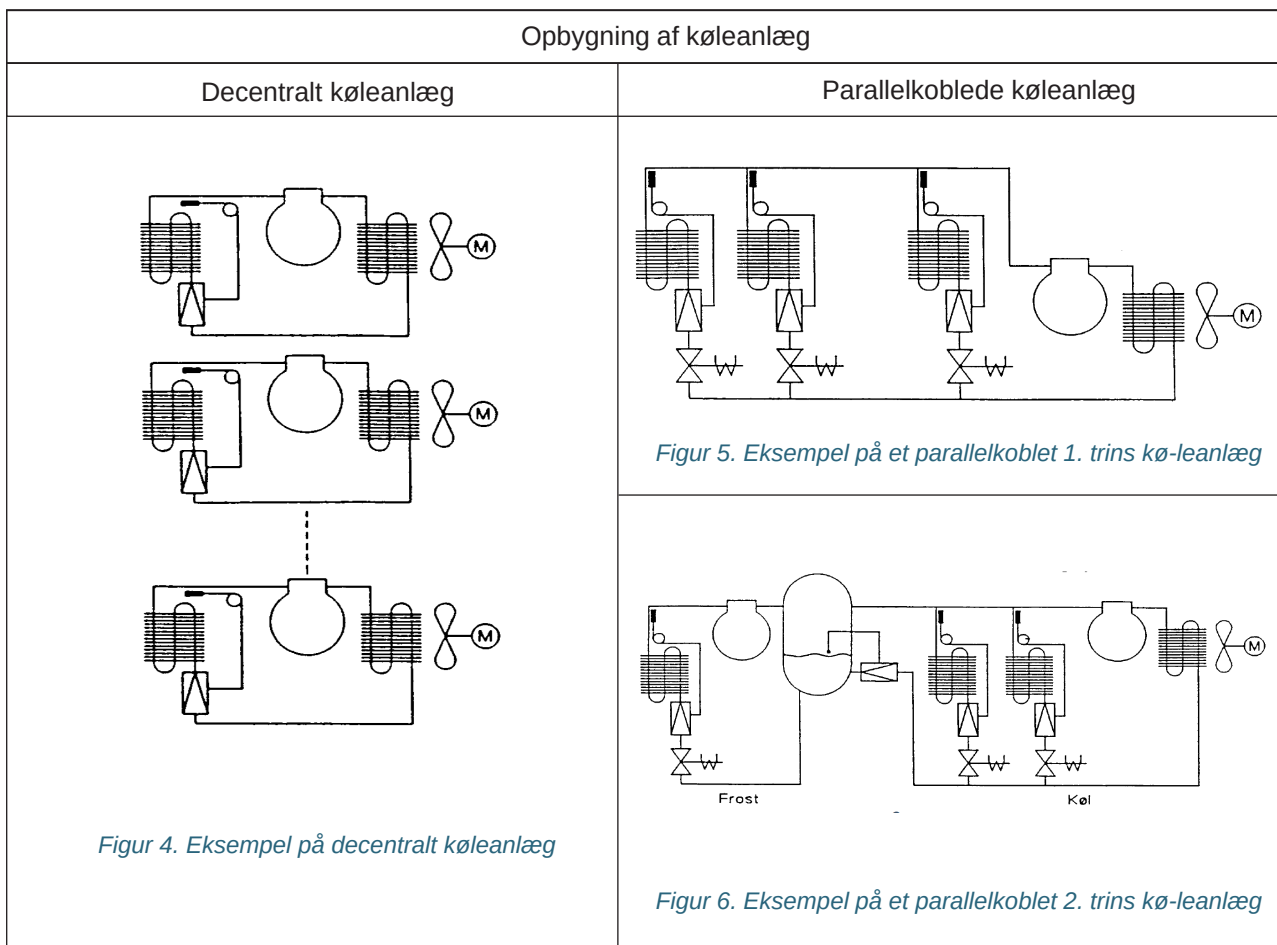 Opbygning af køleanlæg
Decentralt køleanlæg
Parallelkoblede køleanlæg
M
M
M
Figur 4. Eksempel på decentralt køleanlæg
M
Figur 5. Eksempel på et parallelkoblet 1. trins kø-leanlæg
M
Frost
Køl
Figur 6. Eksempel på et parallelkoblet 2. trins kø-leanlæg